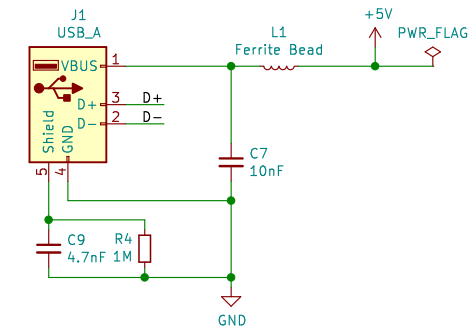 J1
USB_A
VBUS
1
D+
3
D+
D-
2
D-
Shield
GND
5
4
L1
Ferrite Bead
+5V
PWR_FLAG
C7
10nF
C9
4.7nF
R4
1M
GND